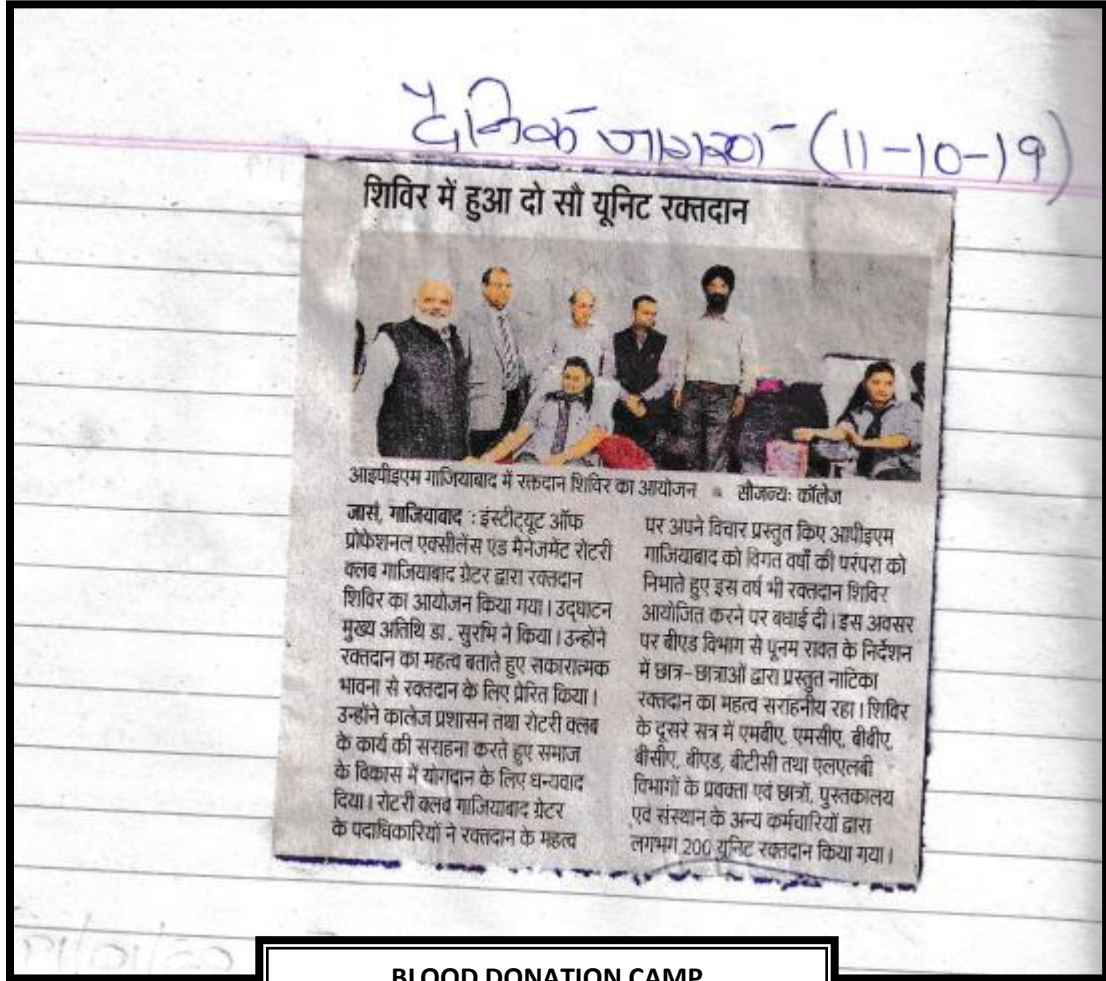 दैनिक जागरण (11-10-19)
शिविर में हुआ दो सौ यूनिट रक्तदान
आइपीइएम गाजियाबाद में रक्तदान शिविर का आयोजन ▪ सौजन्यः कॉलेज
जासं, गाजियाबाद : इंस्टीट्यूट ऑफ
प्रोफेशनल एक्सीलेंस एंड मैनेजमेंट रोटरी
क्लब गाजियाबाद ग्रेटर द्वारा रक्तदान
शिविर का आयोजन किया गया। उद्घाटन
मुख्य अतिथि डा. सुरभि ने किया। उन्होंने
रक्तदान का महत्व बताते हुए सकारात्मक
भावना से रक्तदान के लिए प्रेरित किया।
उन्होंने कालेज प्रशासन तथा रोटरी क्लब
के कार्य की सराहना करते हुए समाज
के विकास में योगदान के लिए धन्यवाद
दिया। रोटरी क्लब गाजियाबाद ग्रेटर
के पदाधिकारियों ने रक्तदान के महत्व
पर अपने विचार प्रस्तुत किए आपीइएम
गाजियाबाद को विगत वर्षों की परंपरा को
निभाते हुए इस वर्ष भी रक्तदान शिविर
आयोजित करने पर बधाई दी। इस अवसर
पर बीएड विभाग से पूनम रावत के निर्देशन
में छात्र-छात्राओं द्वारा प्रस्तुत नाटिका
रक्तदान का महत्व सराहनीय रहा। शिविर
के दूसरे सत्र में एमबीए, एमसीए, बीबीए,
बीसीए, बीएड, बीटीसी तथा एलएलबी
विभागों के प्रवक्ता एवं छात्रों, पुस्तकालय
एवं संस्थान के अन्य कर्मचारियों द्वारा
लगभग 200 यूनिट रक्तदान किया गया।
BLOOD DONATION CAMP